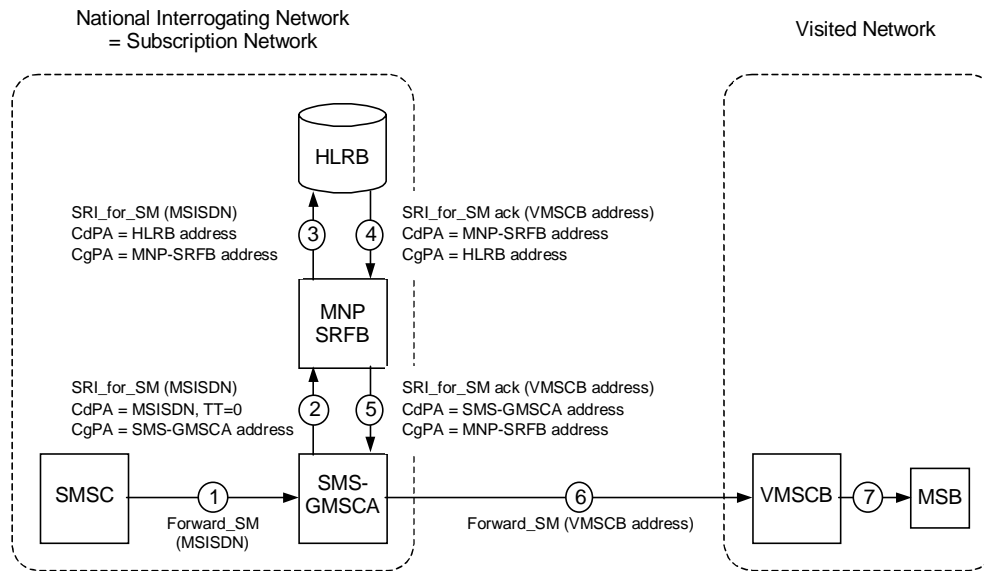 National Interrogating Network
= Subscription Network
Visited Network
HLRB
SRI_for_SM (MSISDN)
CdPA = HLRB address
CgPA = MNP-SRFB address
3
4
SRI_for_SM ack (VMSCB address)
CdPA = MNP-SRFB address
CgPA = HLRB address
MNP
SRFB
SRI_for_SM (MSISDN)
CdPA = MSISDN, TT=0
CgPA = SMS-GMSCA address
2
5
SRI_for_SM ack (VMSCB address)
CdPA = SMS-GMSCA address
CgPA = MNP-SRFB address
SMSC
1
Forward_SM
(MSISDN)
SMS-
GMSCA
6
Forward_SM (VMSCB address)
VMSCB
7
MSB